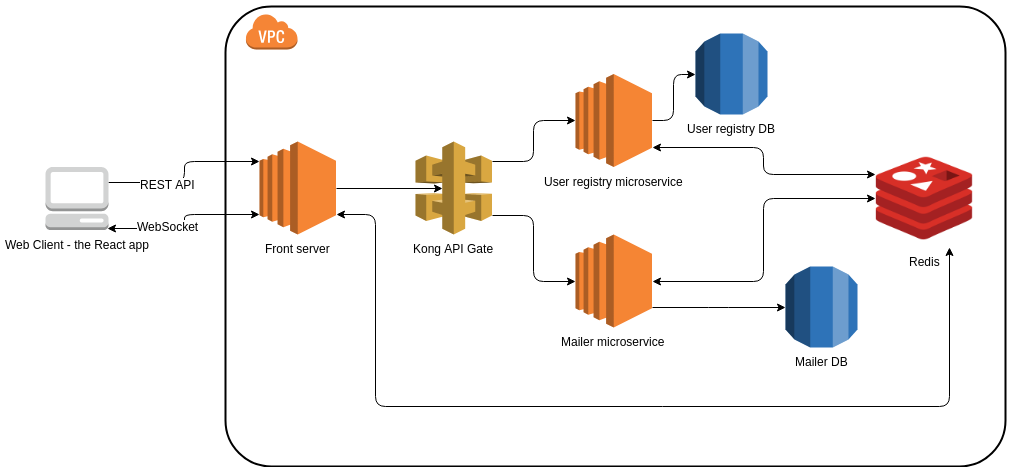 VPC
User registry DB
User registry microservice
REST API
WebSocket
Web Client - the React app
Front server
Kong API Gate
Redis
Mailer microservice
Mailer DB